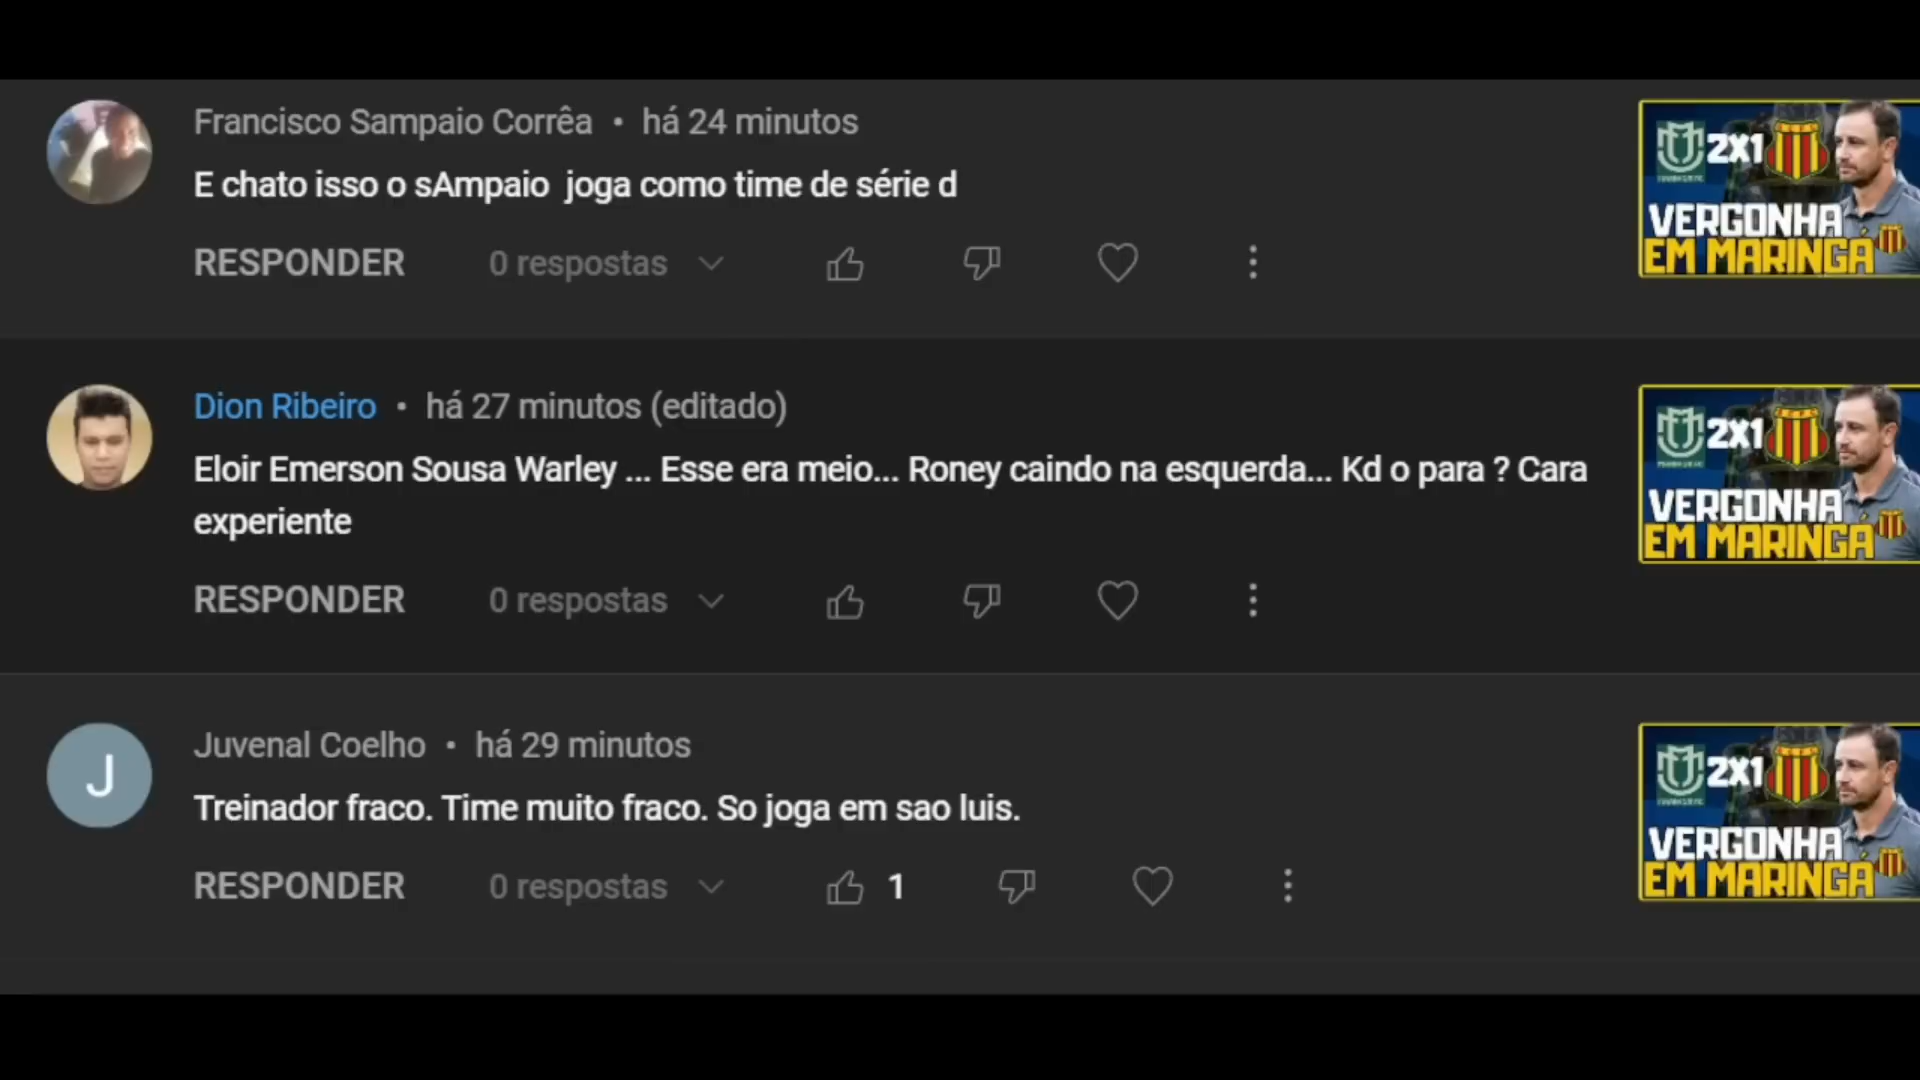 Francisco Sampaio Corrêa • há 24 minutos
E chato isso o sAmpaio  joga como time de série d
RESPONDER 0 respostas
2X1
VERGONHA
EM MARINGÁ
Dion Ribeiro • há 27 minutos (editado)
Eloir Emerson Sousa Warley ... Esse era meio... Roney caindo na esquerda... Kd o para ? Cara
experiente
RESPONDER 0 respostas
2X1
VERGONHA
EM MARINGÁ
Juvenal Coelho • há 29 minutos
J
Treinador fraco. Time muito fraco. So joga em sao luis.
RESPONDER 0 respostas 1
2X1
VERGONHA
EM MARINGÁ